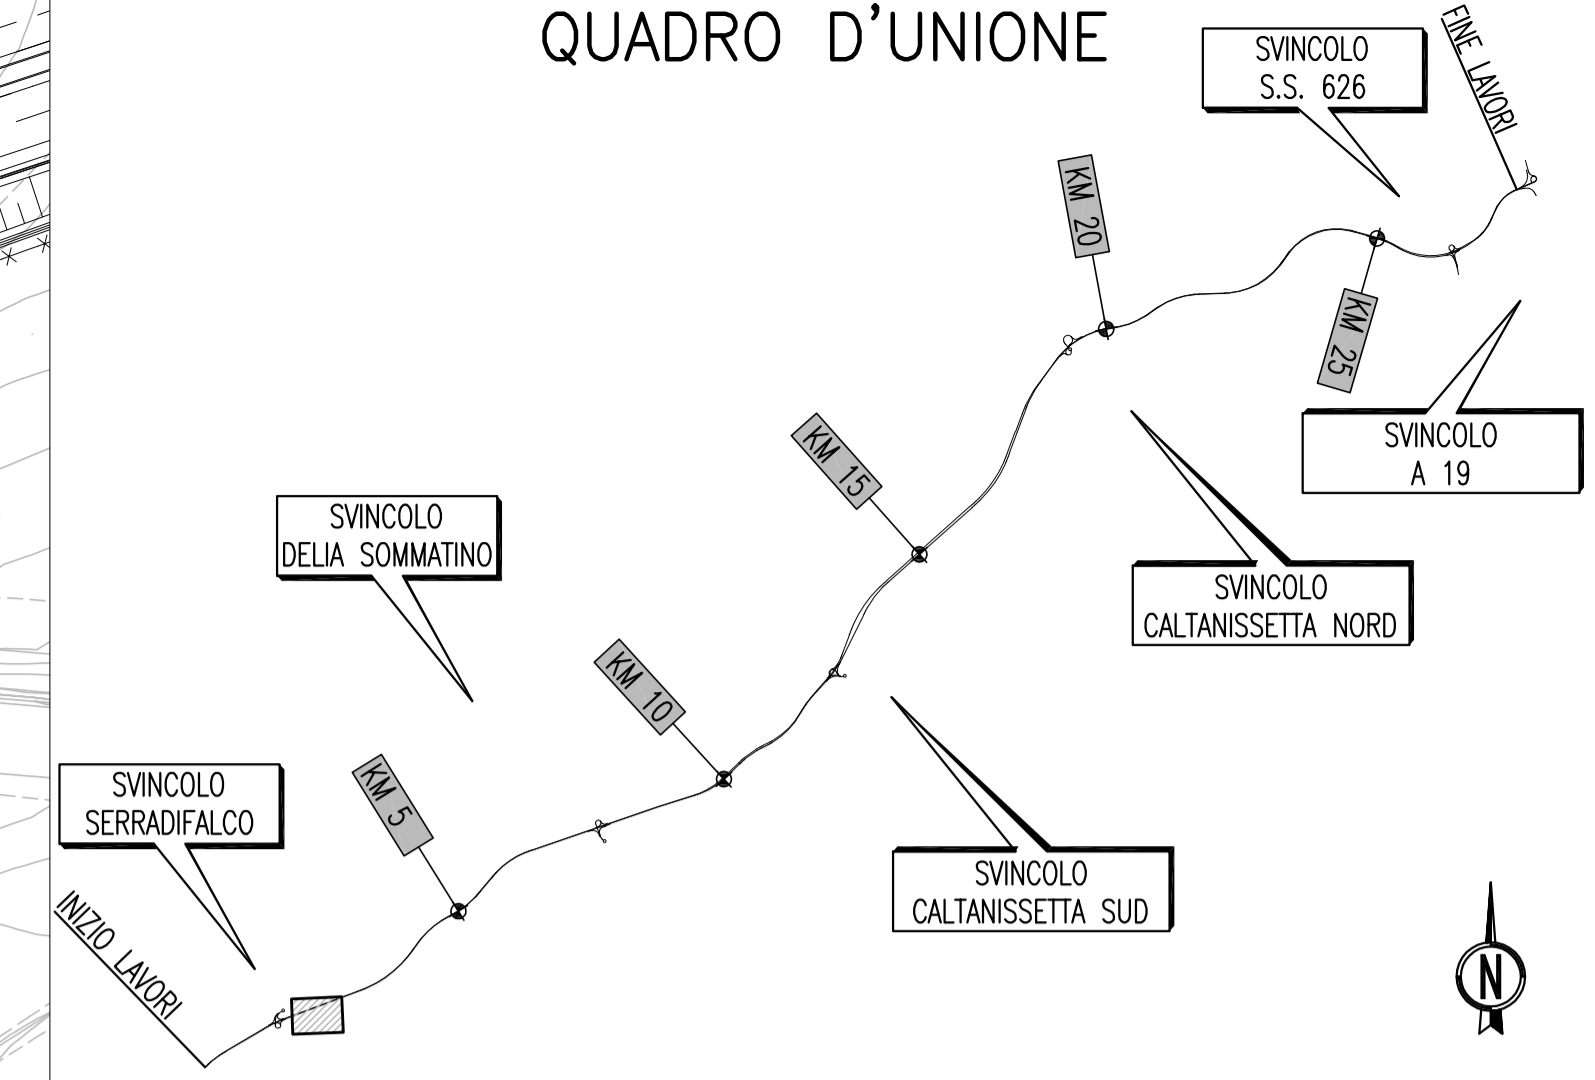 QUADRO D'UNIONE
SVINCOLO
S.S. 626
FINE LAVORI
KM 20
KM 25
SVINCOLO
A 19
KM 15
SVINCOLO
DELIA SOMMATINO
SVINCOLO
CALTANISSETTA NORD
KM 10
KM 5
SVINCOLO
SERRADIFALCO
SVINCOLO
CALTANISSETTA SUD
INIZIO LAVORI
N